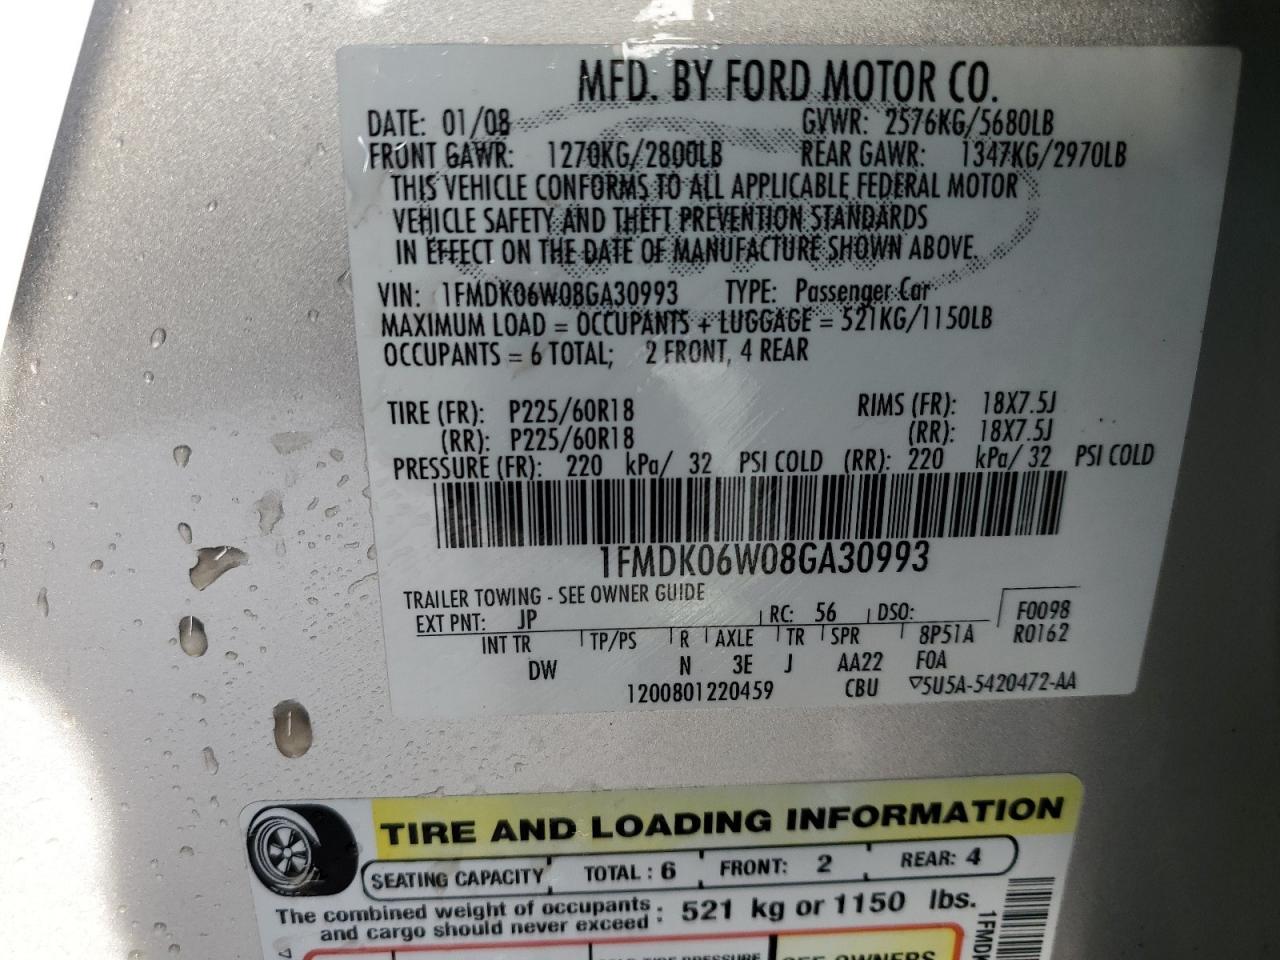 MFD. BY FORD MOTOR CO.
DATE: 01/08 GVWR: 2576KG/5680LB
FRONT GAWR: 1270KG/2800LB REAR GAWR: 1347KG/2970LB
THIS VEHICLE CONFORMS TO ALL APPLICABLE FEDERAL MOTOR
VEHICLE SAFETY AND THEFT PREVENTION STANDARDS
IN EFFECT ON THE DATE OF MANUFACTURE SHOWN ABOVE.
VIN: 1FMDK06W08GA30993 TYPE: Passenger Car
MAXIMUM LOAD = OCCUPANTS + LUGGAGE = 521KG/1150LB
OCCUPANTS = 6 TOTAL; 2 FRONT, 4 REAR
TIRE (FR): P225/60R18 RIMS (FR): 18X7.5J
(RR): P225/60R18 (RR): 18X7.5J
PRESSURE (FR): 220 kPa/ 32 PSI COLD (RR): 220 kPa/ 32 PSI COLD
1FMDK06W08GA30993
TRAILER TOWING - SEE OWNER GUIDE
EXT PNT: JP RC: 56 DSO: F0098
INT TR TP/PS R AXLE TR SPR 8P51A R0162
DW N 3E J AA22 F0A
1200801220459 CBU ▽5U5A-5420472-AA
TIRE AND LOADING INFORMATION
SEATING CAPACITY TOTAL : 6 FRONT: 2 REAR: 4
The combined weight of occupants and cargo should never exceed : 521 kg or 1150 lbs.
SEE OWNERS
1FMDK